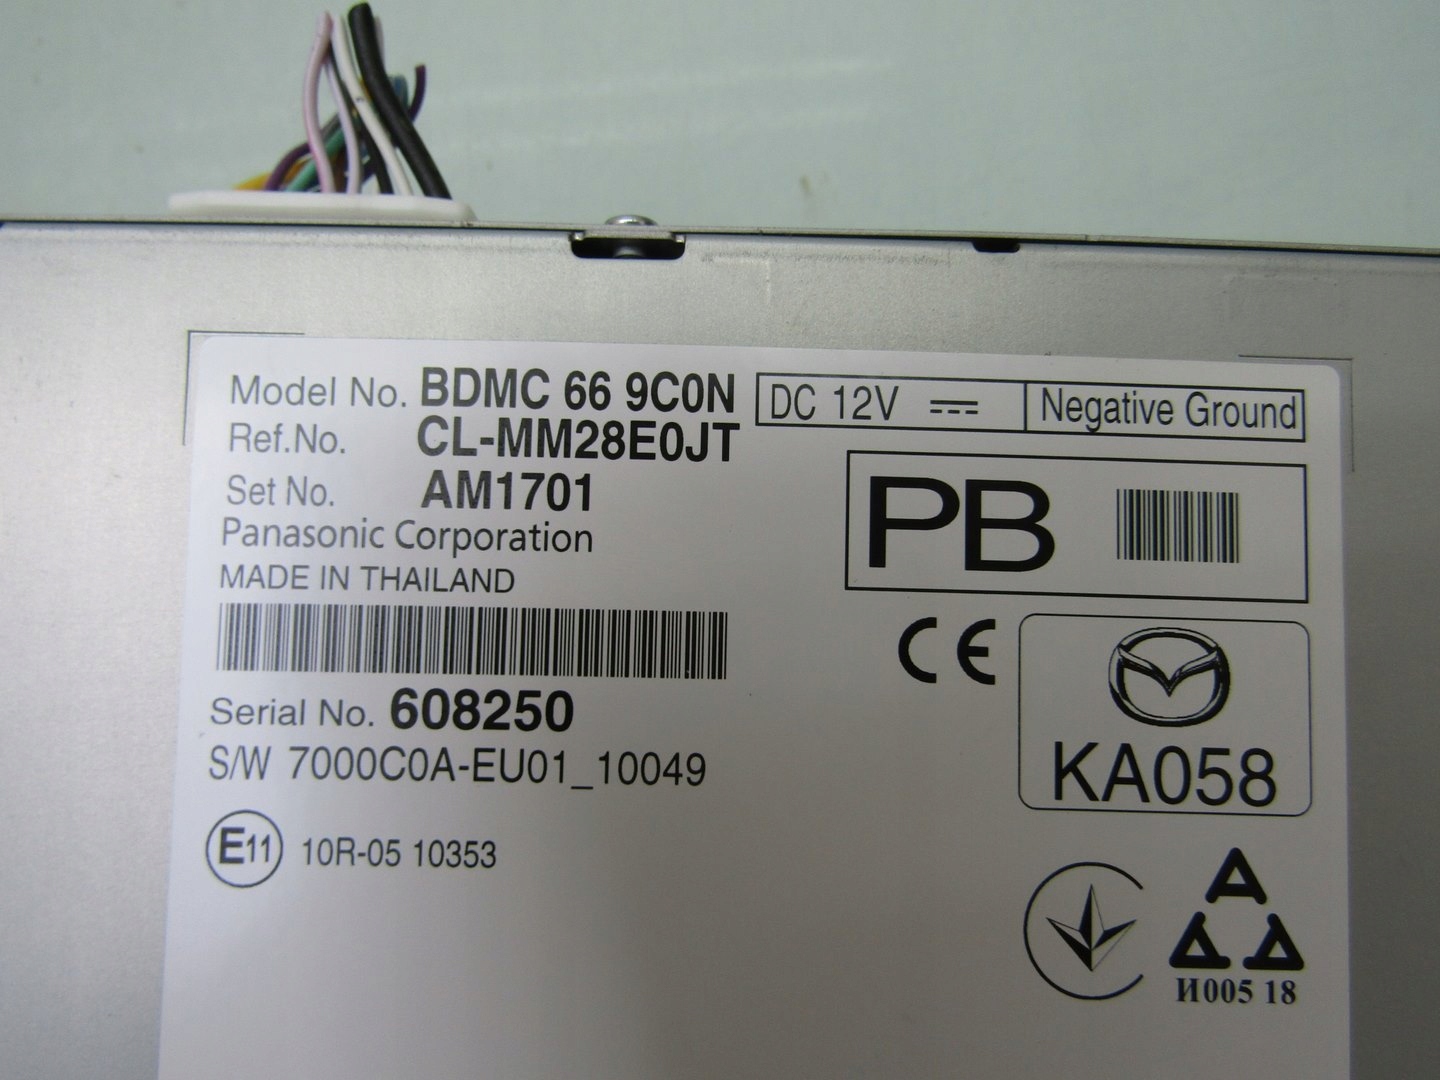 Model No. BDMC 66 9C0N
DC 12V
Negative Ground
Ref.No. CL-MM28E0JT
Set No. AM1701
PB
Panasonic Corporation
MADE IN THAILAND
CE
Serial No. 608250
KA058
S/W 7000C0A-EU01_10049
E11 10R-05 10353
И005 18